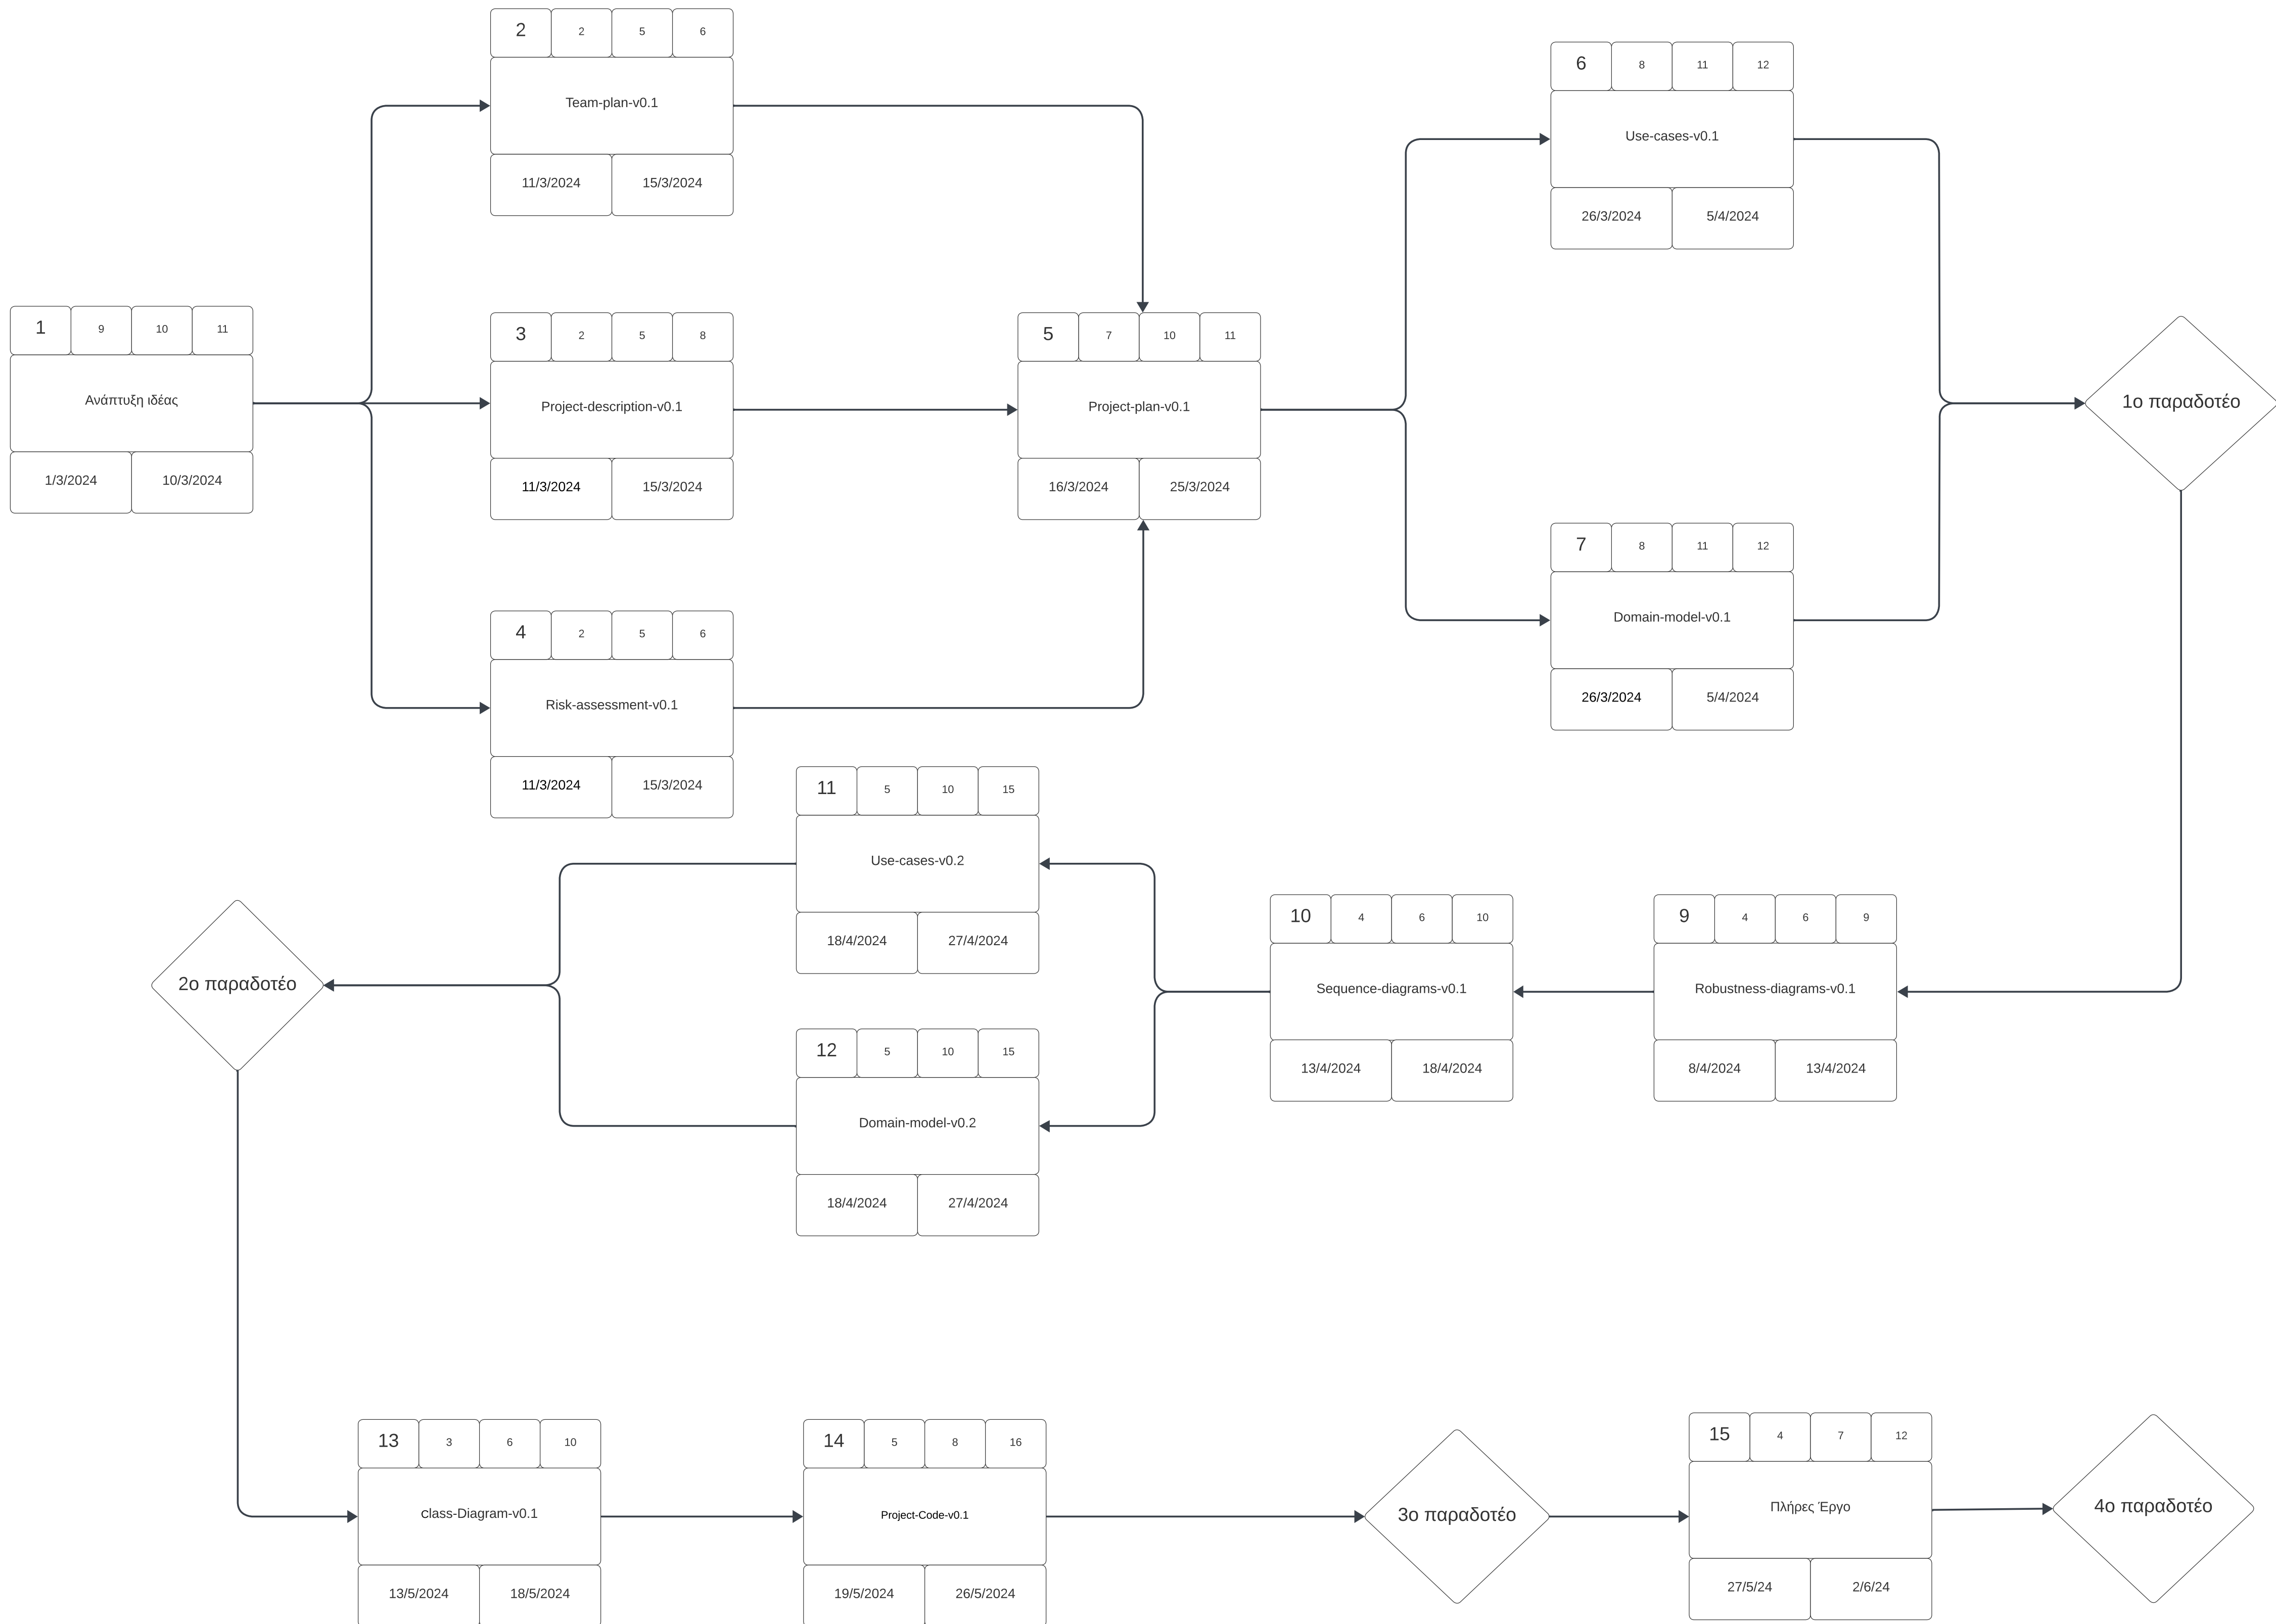 2 2 5 6
Team-plan-v0.1
11/3/2024 15/3/2024
6 8 11 12
Use-cases-v0.1
26/3/2024 5/4/2024
1 9 10 11
Ανάπτυξη ιδέας
1/3/2024 10/3/2024
3 2 5 8
Project-description-v0.1
11/3/2024 15/3/2024
5 7 10 11
Project-plan-v0.1
16/3/2024 25/3/2024
1ο παραδοτέο
4 2 5 6
Risk-assessment-v0.1
11/3/2024 15/3/2024
7 8 11 12
Domain-model-v0.1
26/3/2024 5/4/2024
9 4 6 9
Robustness-diagrams-v0.1
8/4/2024 13/4/2024
10 4 6 10
Sequence-diagrams-v0.1
13/4/2024 18/4/2024
11 5 10 15
Use-cases-v0.2
18/4/2024 27/4/2024
12 5 10 15
Domain-model-v0.2
18/4/2024 27/4/2024
2ο παραδοτέο
13 3 6 10
class-Diagram-v0.1
13/5/2024 18/5/2024
14 5 8 16
Project-Code-v0.1
19/5/2024 26/5/2024
3ο παραδοτέο
15 4 7 12
Πλήρες Έργο
27/5/24 2/6/24
4ο παραδοτέο